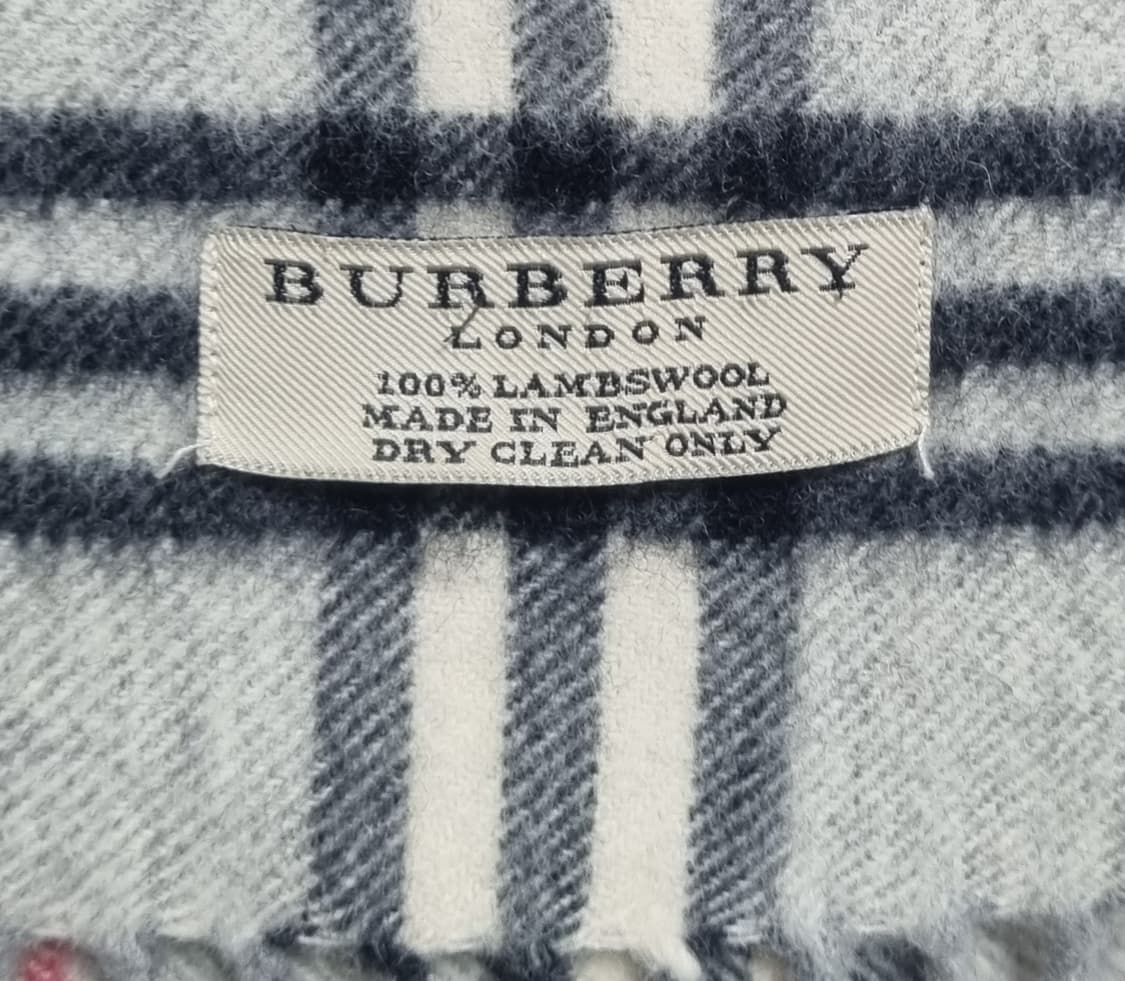 BURBERRY
LONDON
100% LAMBSWOOL
MADE IN ENGLAND
DRY CLEAN ONLY